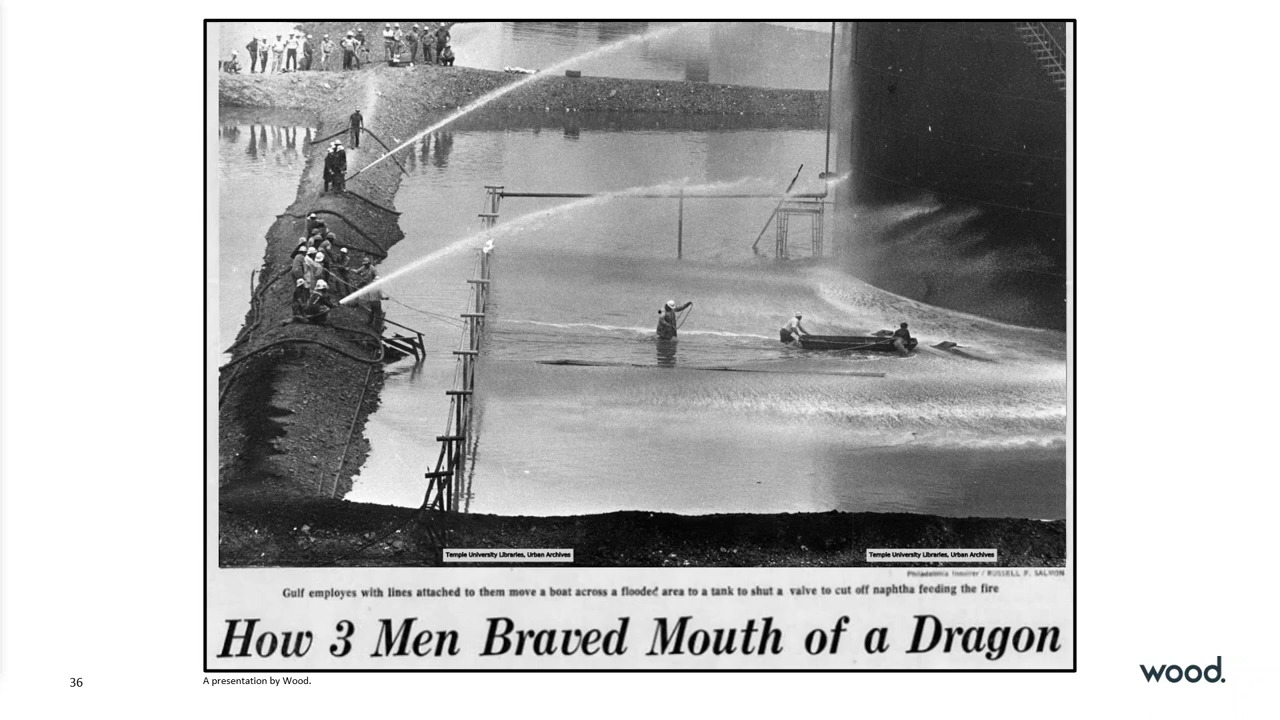 Temple University Libraries, Urban Archives
Temple University Libraries, Urban Archives
Philadelphia Inquirer / RUSSELL P. SALMON
Gulf employes with lines attached to them move a boat across a flooded area to a tank to shut a valve to cut off naphtha feeding the fire
How 3 Men Braved Mouth of a Dragon
36
A presentation by Wood.
wood.